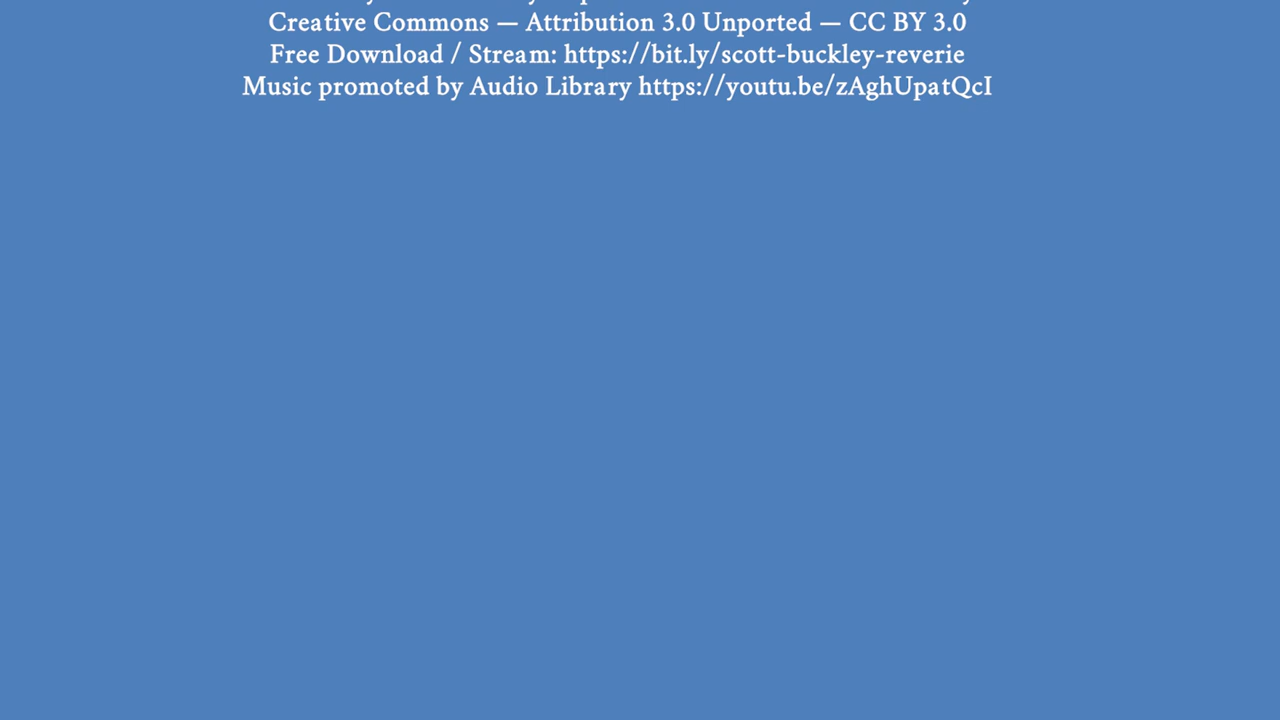 Creative Commons — Attribution 3.0 Unported — CC BY 3.0
Free Download / Stream: https://bit.ly/scott-buckley-reverie
Music promoted by Audio Library https://youtu.be/zAghUpatQcI